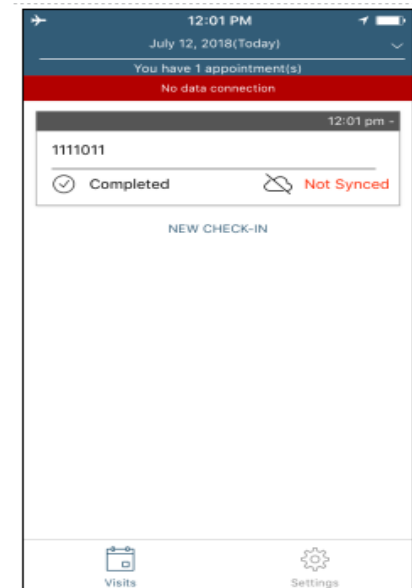 12:01 PM
July 12, 2018(Today)
You have 1 appointment(s)
No data connection
12:01 pm -
1111011
Completed Not Synced
NEW CHECK-IN
Visits Settings